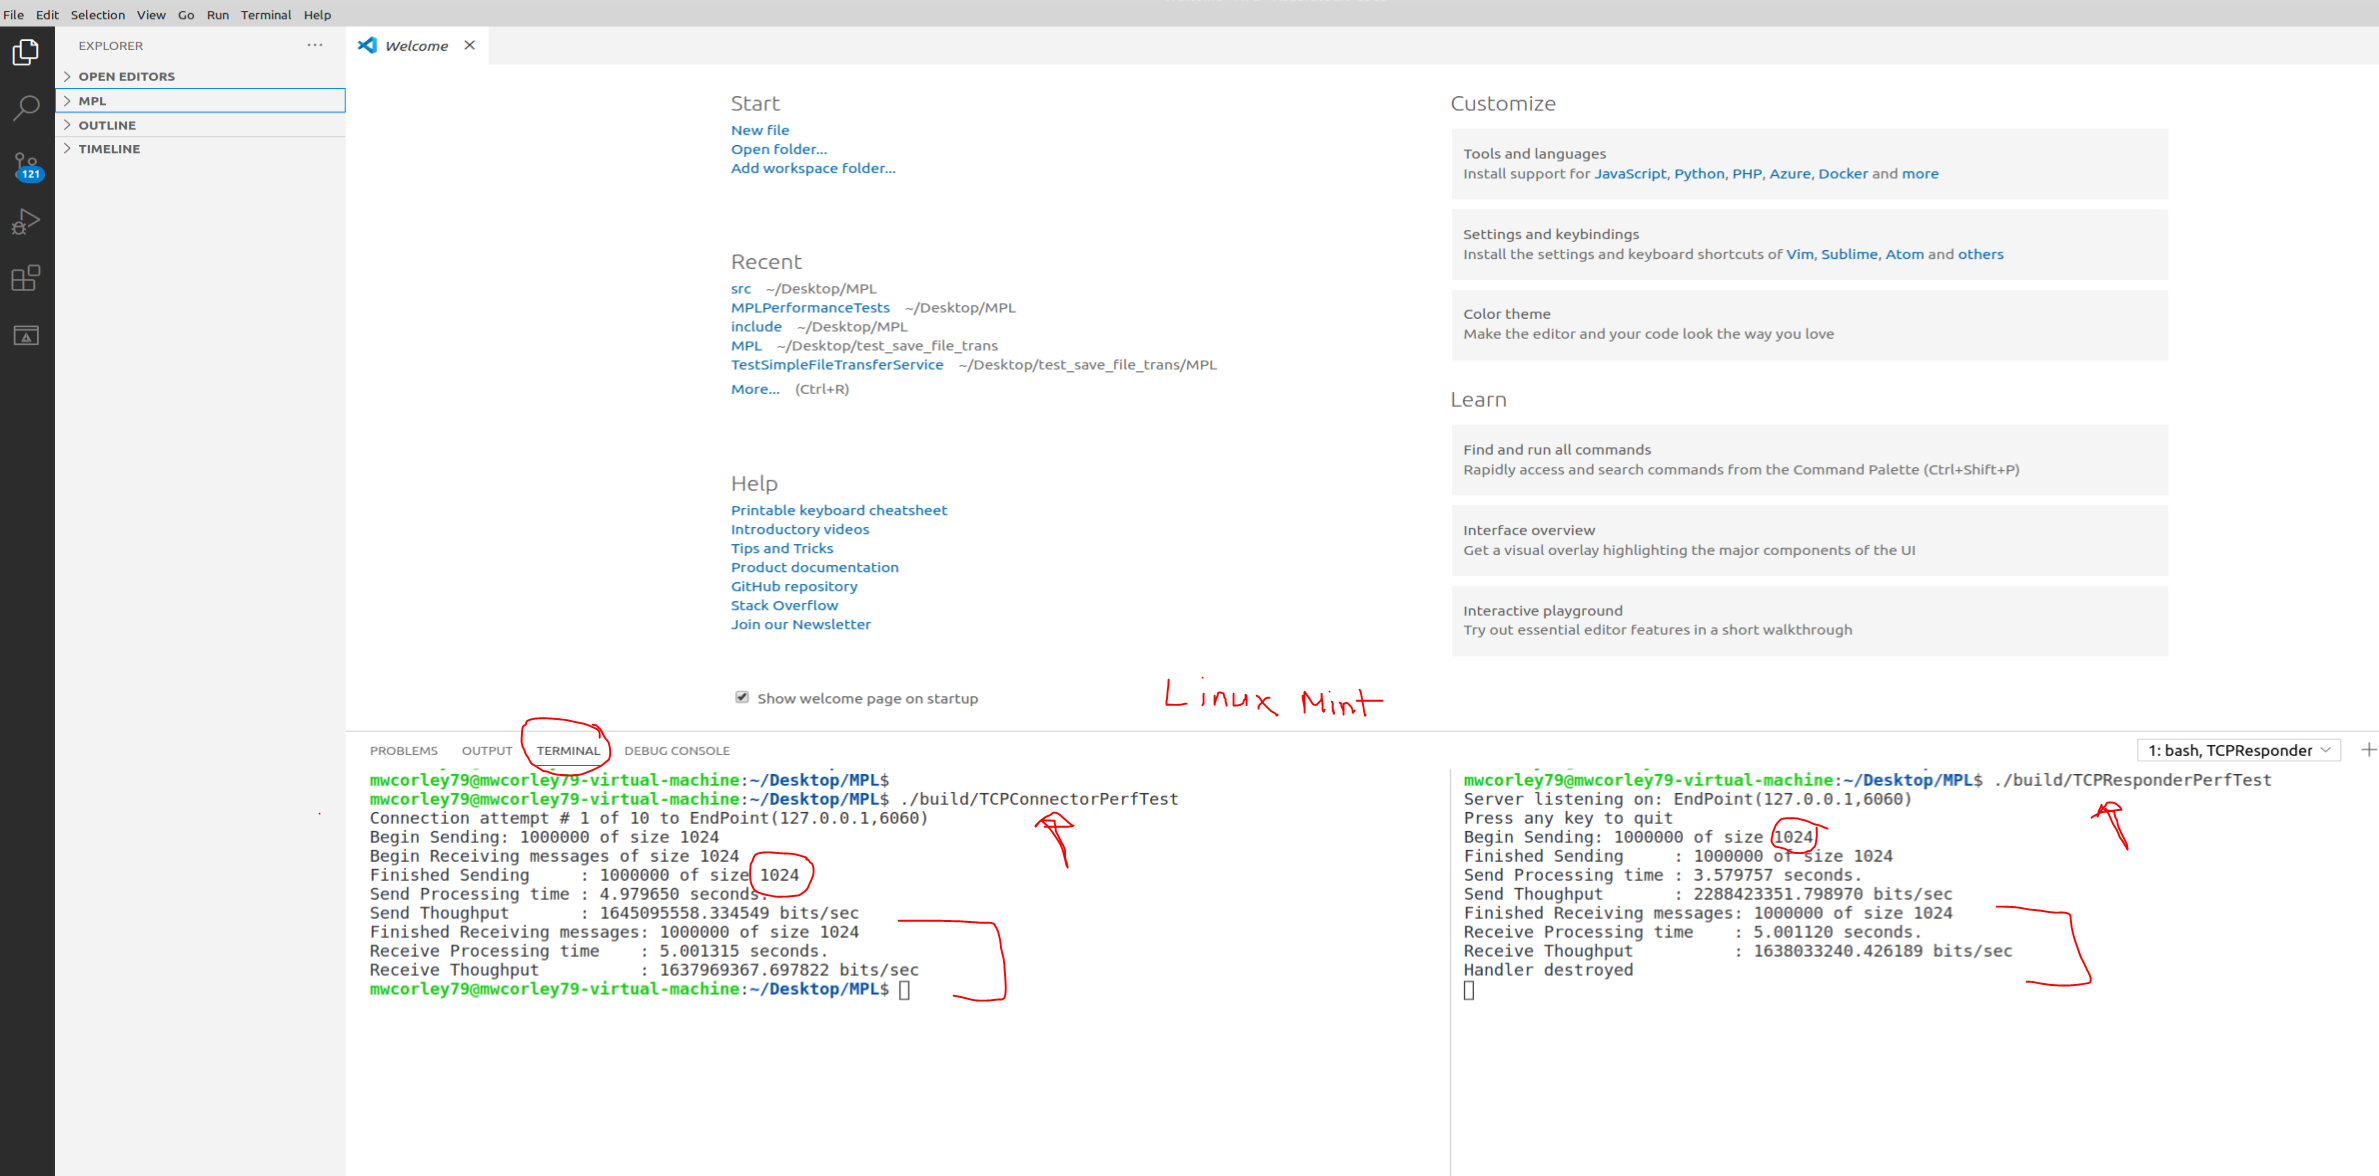 File Edit Selection View Go Run Terminal Help
EXPLORER ···
OPEN EDITORS
MPL
OUTLINE
TIMELINE
121
Welcome
Start
New file
Open folder...
Add workspace folder...
Recent
src ~/Desktop/MPL
MPLPerformanceTests ~/Desktop/MPL
include ~/Desktop/MPL
MPL ~/Desktop/test_save_file_trans
TestSimpleFileTransferService ~/Desktop/test_save_file_trans/MPL
More... (Ctrl+R)
Help
Printable keyboard cheatsheet
Introductory videos
Tips and Tricks
Product documentation
GitHub repository
Stack Overflow
Join our Newsletter
Show welcome page on startup
Customize
Tools and languages
Install support for JavaScript, Python, PHP, Azure, Docker and more
Settings and keybindings
Install the settings and keyboard shortcuts of Vim, Sublime, Atom and others
Color theme
Make the editor and your code look the way you love
Learn
Find and run all commands
Rapidly access and search commands from the Command Palette (Ctrl+Shift+P)
Interface overview
Get a visual overlay highlighting the major components of the UI
Interactive playground
Try out essential editor features in a short walkthrough
Linux Mint
PROBLEMS OUTPUT TERMINAL DEBUG CONSOLE
1: bash, TCPResponder
mwcorley79@mwcorley79-virtual-machine:~/Desktop/MPL$
mwcorley79@mwcorley79-virtual-machine:~/Desktop/MPL$ ./build/TCPConnectorPerfTest
Connection attempt # 1 of 10 to EndPoint(127.0.0.1,6060)
Begin Sending: 1000000 of size 1024
Begin Receiving messages of size 1024
Finished Sending : 1000000 of size 1024
Send Processing time : 4.979650 seconds.
Send Thoughput : 1645095558.334549 bits/sec
Finished Receiving messages: 1000000 of size 1024
Receive Processing time : 5.001315 seconds.
Receive Thoughput : 1637969367.697822 bits/sec
mwcorley79@mwcorley79-virtual-machine:~/Desktop/MPL$
mwcorley79@mwcorley79-virtual-machine:~/Desktop/MPL$ ./build/TCPResponderPerfTest
Server listening on: EndPoint(127.0.0.1,6060)
Press any key to quit
Begin Sending: 1000000 of size 1024
Finished Sending : 1000000 of size 1024
Send Processing time : 3.579757 seconds.
Send Thoughput : 2288423351.798970 bits/sec
Finished Receiving messages: 1000000 of size 1024
Receive Processing time : 5.001120 seconds.
Receive Thoughput : 1638033240.426189 bits/sec
Handler destroyed